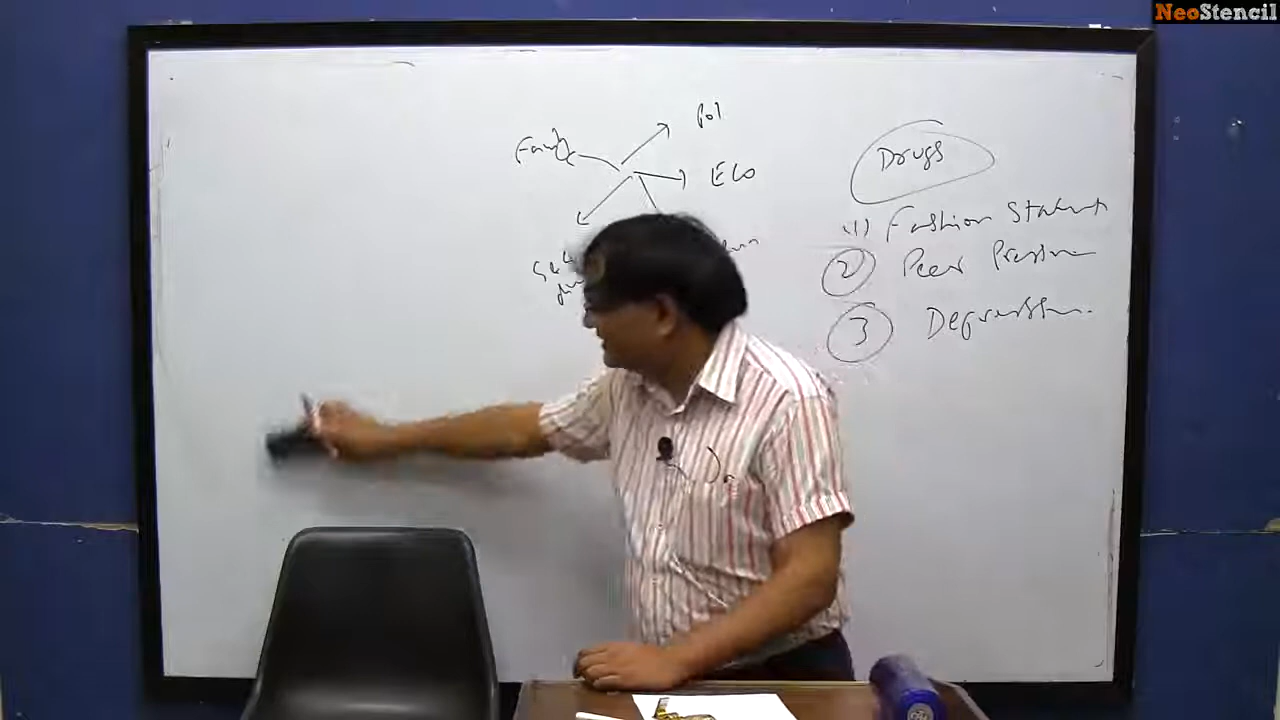 NeoStencil
Pol
Family
Eco
Drugs
(1) Fashion Statement
2 Peer Pressure
3 Depression